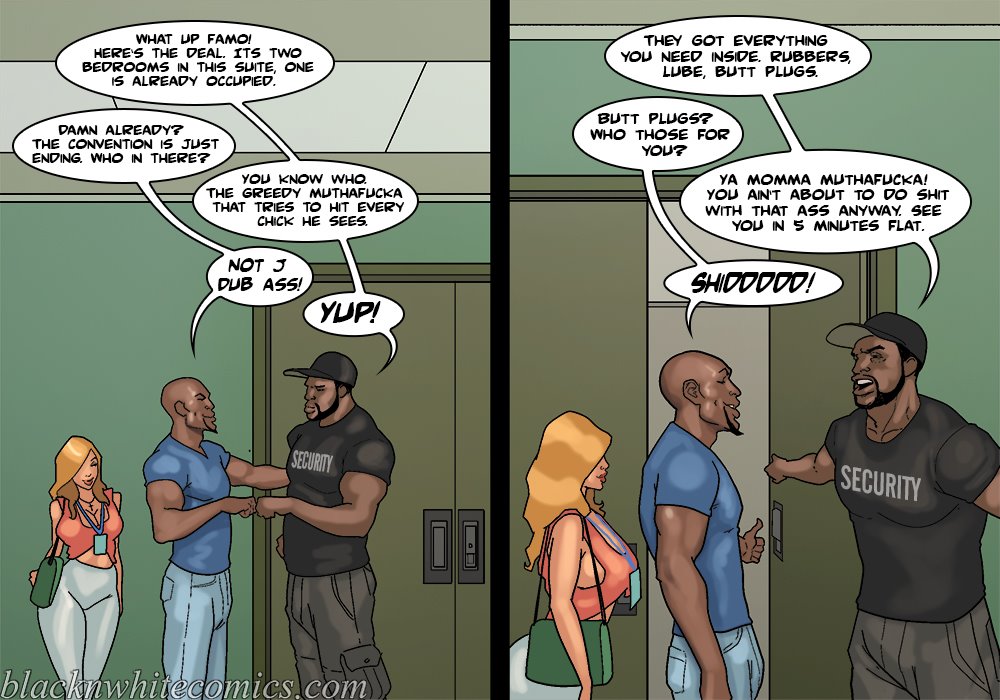 WHAT UP FAMO!
HERE'S THE DEAL. ITS TWO
BEDROOMS IN THIS SUITE, ONE
IS ALREADY OCCUPIED.
DAMN ALREADY?
THE CONVENTION IS JUST
ENDING. WHO IN THERE?
YOU KNOW WHO.
THE GREEDY MUTHAFUCKA
THAT TRIES TO HIT EVERY
CHICK HE SEES.
NOT J
DUB ASS!
YUP!
SECURITY
THEY GOT EVERYTHING
YOU NEED INSIDE. RUBBERS,
LUBE, BUTT PLUGS.
BUTT PLUGS?
WHO THOSE FOR
YOU?
YA MOMMA MUTHAFUCKA!
YOU AIN'T ABOUT TO DO SHIT
WITH THAT ASS ANYWAY. SEE
YOU IN 5 MINUTES FLAT.
SHIDDDDD!
SECURITY
blacknwhitecomics.com